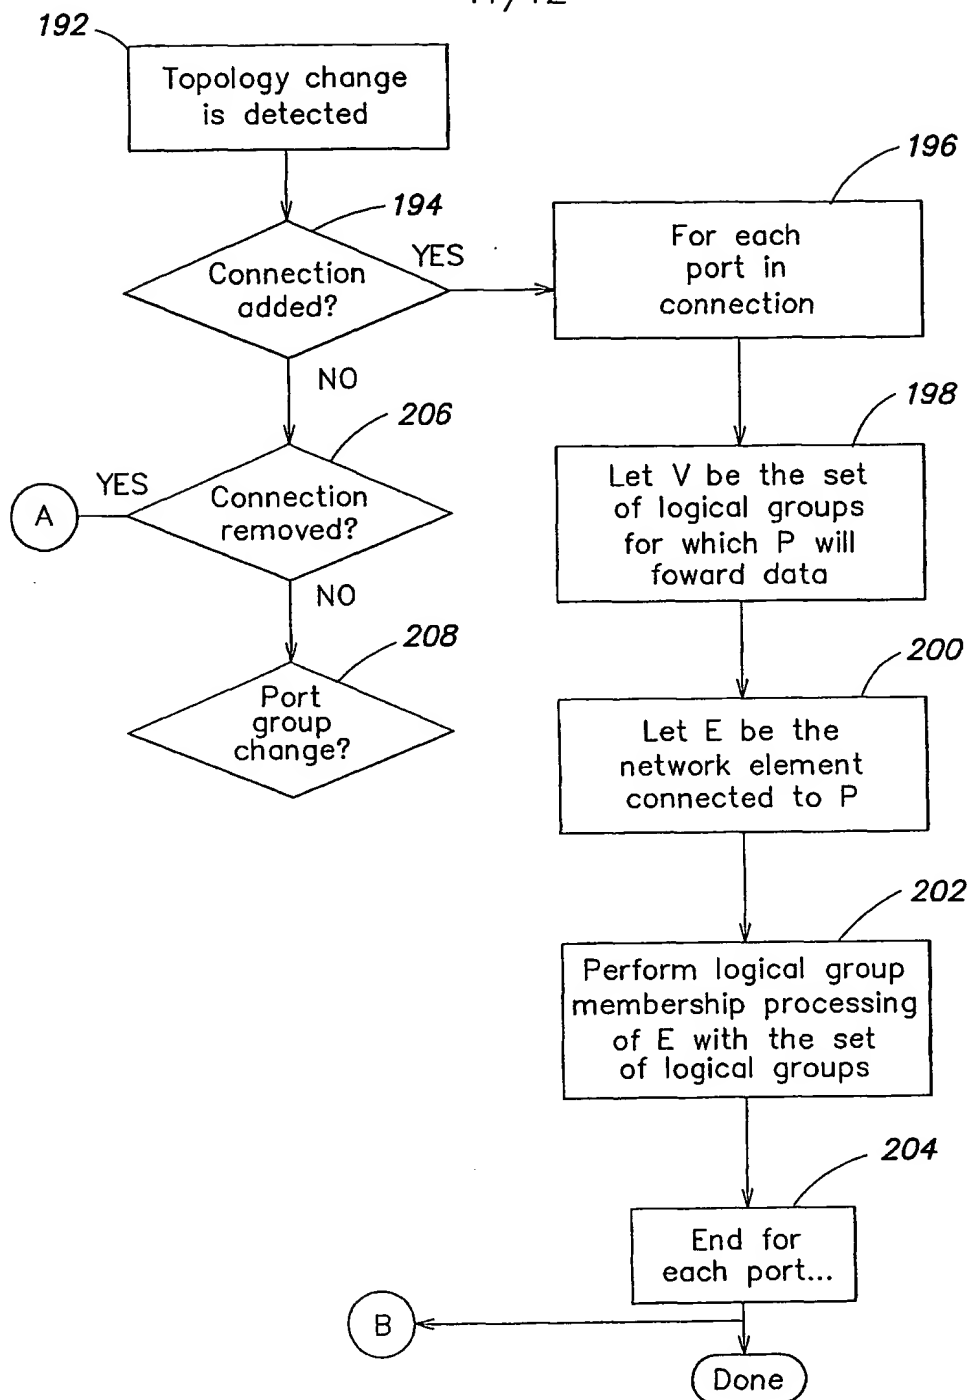 192
Topology change
is detected
194
Connection
added?
YES
NO
196
For each
port in
connection
198
Let V be the set
of logical groups
for which P will
foward data
200
Let E be the
network element
connected to P
202
Perform logical group
membership processing
of E with the set
of logical groups
204
End for
each port...
B
Done
206
Connection
removed?
YES
A
NO
208
Port
group
change?